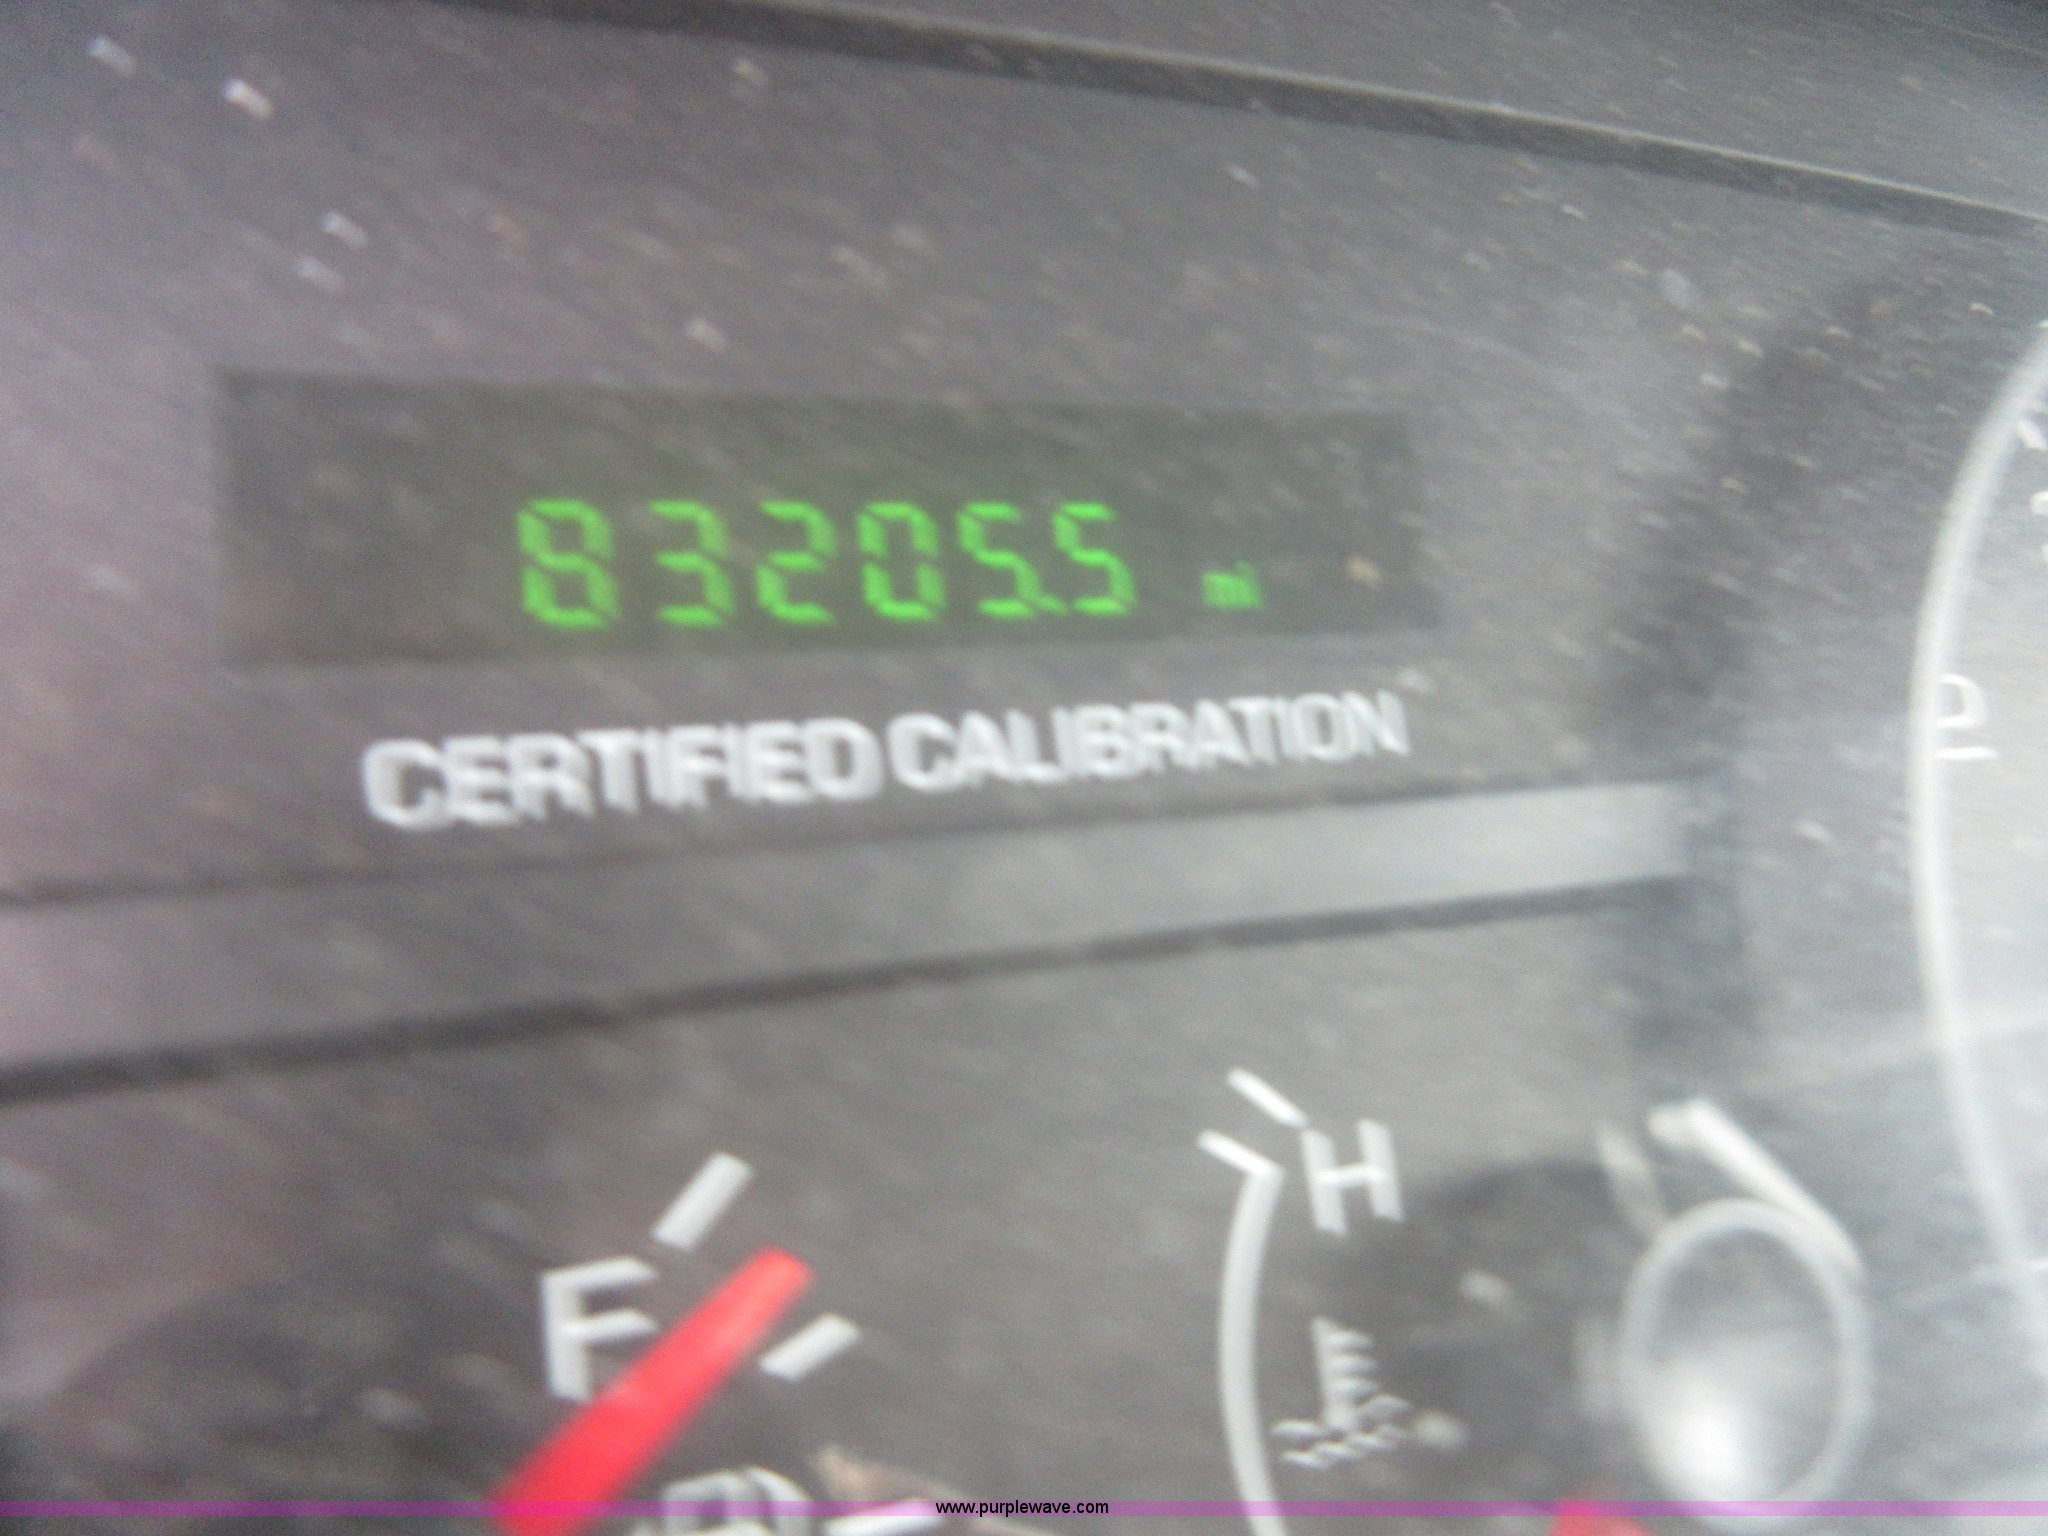 83205.5 mi
CERTIFIED CALIBRATION
H
F
www.purplewave.com